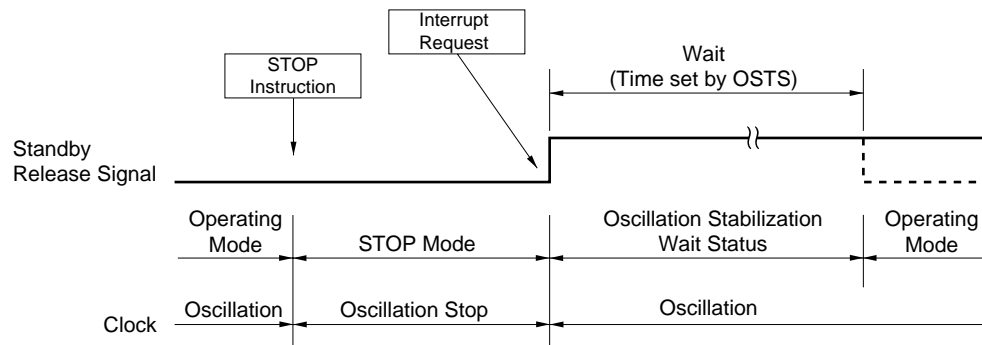 Interrupt
Request
STOP
Instruction
Wait
(Time set by OSTS)
Standby
Release Signal
Operating
Mode
STOP Mode
Oscillation Stabilization
Wait Status
Operating
Mode
Clock
Oscillation
Oscillation Stop
Oscillation